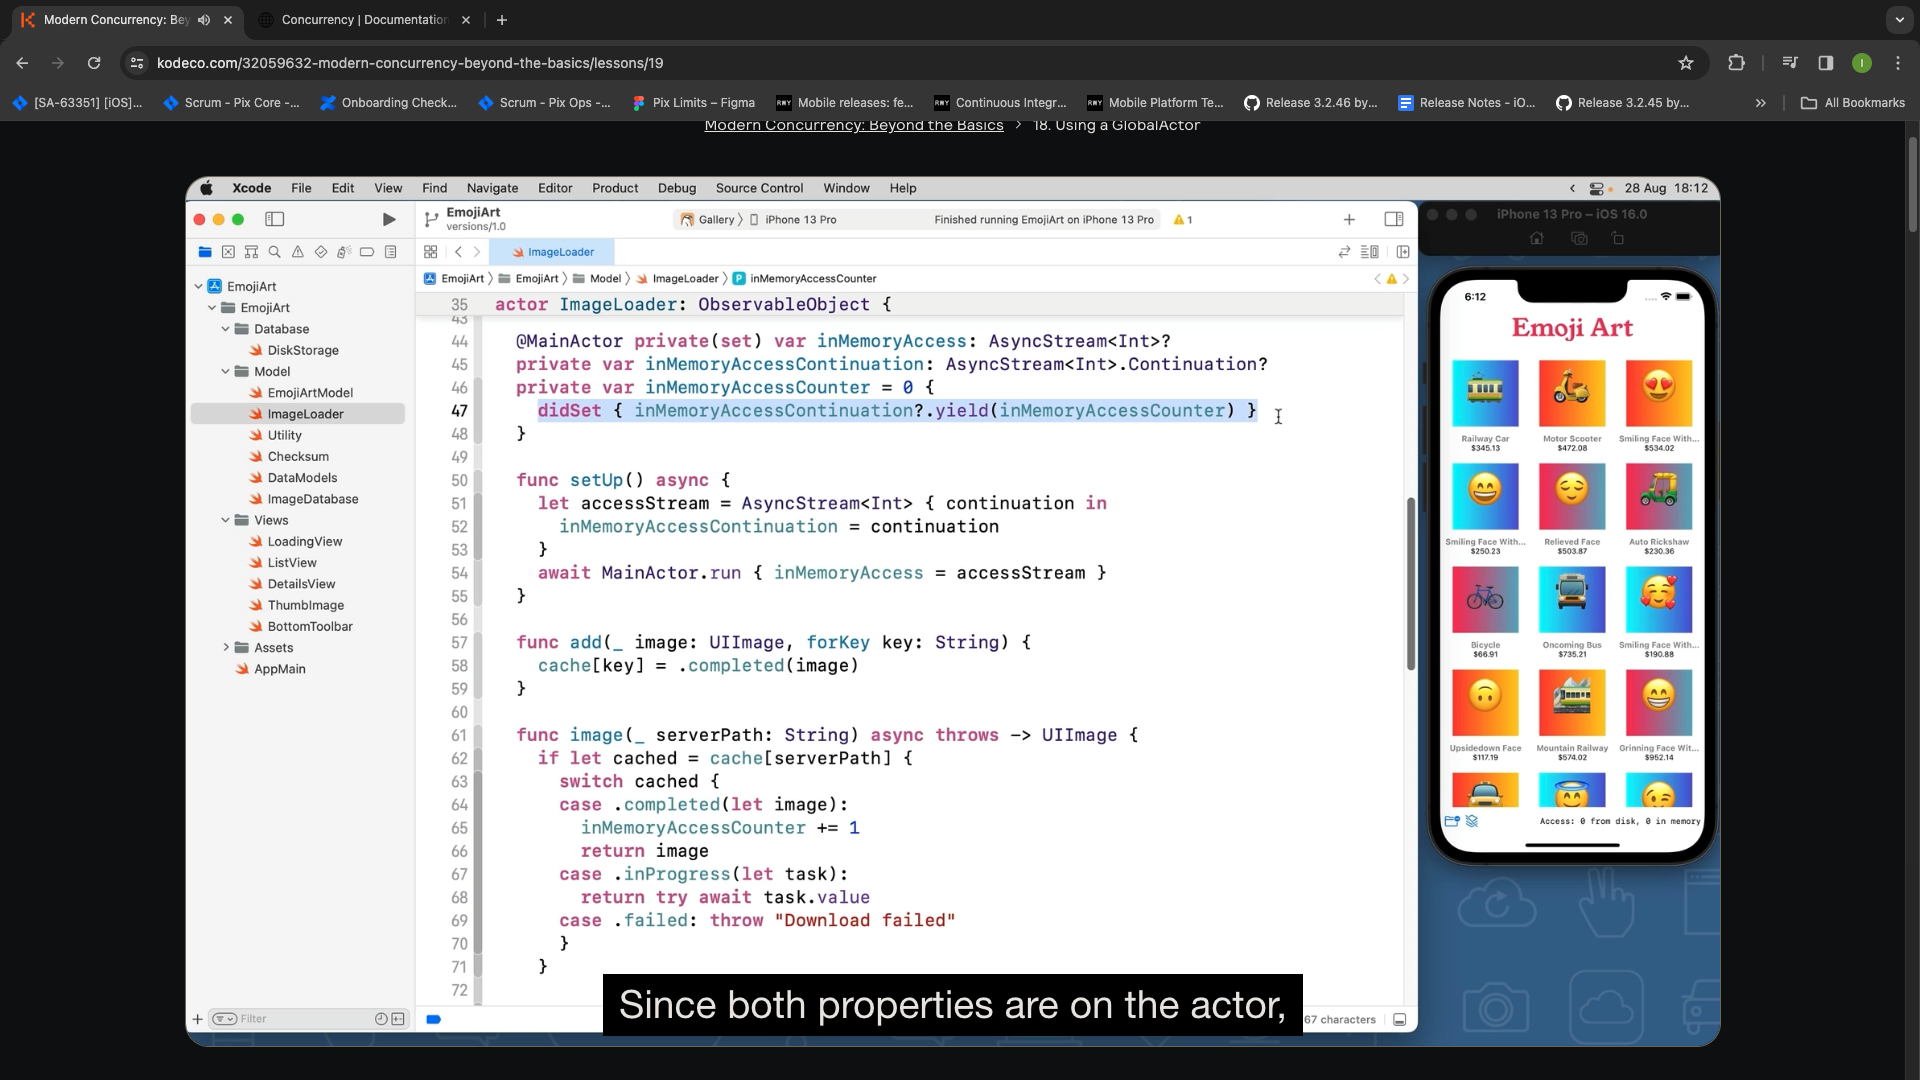 Modern Concurrency: Bey
Concurrency | Documentation
kodeco.com/32059632-modern-concurrency-beyond-the-basics/lessons/19
[SA-63351] [iOS]...
Scrum - Pix Core -...
Onboarding Check...
Scrum - Pix Ops -...
Pix Limits – Figma
Mobile releases: fe...
Continuous Integr...
Mobile Platform Te...
Release 3.2.46 by...
Release Notes - iO...
Release 3.2.45 by...
» All Bookmarks
Modern Concurrency: Beyond the Basics > 18. Using a GlobalActor
Xcode File Edit View Find Navigate Editor Product Debug Source Control Window Help
28 Aug 18:12
EmojiArt
versions/1.0
Gallery > iPhone 13 Pro
Finished running EmojiArt on iPhone 13 Pro
1
ImageLoader
EmojiArt > EmojiArt > Model > ImageLoader > P inMemoryAccessCounter
EmojiArt
EmojiArt
Database
DiskStorage
Model
EmojiArtModel
ImageLoader
Utility
Checksum
DataModels
ImageDatabase
Views
LoadingView
ListView
DetailsView
ThumbImage
BottomToolbar
Assets
AppMain
Filter
35 actor ImageLoader: ObservableObject {
43
44 @MainActor private(set) var inMemoryAccess: AsyncStream<Int>?
45 private var inMemoryAccessContinuation: AsyncStream<Int>.Continuation?
46 private var inMemoryAccessCounter = 0 {
47 didSet { inMemoryAccessContinuation?.yield(inMemoryAccessCounter) }
48 }
49
50 func setUp() async {
51 let accessStream = AsyncStream<Int> { continuation in
52 inMemoryAccessContinuation = continuation
53 }
54 await MainActor.run { inMemoryAccess = accessStream }
55 }
56
57 func add(_ image: UIImage, forKey key: String) {
58 cache[key] = .completed(image)
59 }
60
61 func image(_ serverPath: String) async throws -> UIImage {
62 if let cached = cache[serverPath] {
63 switch cached {
64 case .completed(let image):
65 inMemoryAccessCounter += 1
66 return image
67 case .inProgress(let task):
68 return try await task.value
69 case .failed: throw "Download failed"
70 }
71 }
72
Since both properties are on the actor,
67 characters
iPhone 13 Pro – iOS 16.0
6:12
Emoji Art
Railway Car
$345.13
Motor Scooter
$472.08
Smiling Face With...
$534.02
Smiling Face With...
$250.23
Relieved Face
$503.87
Auto Rickshaw
$230.36
Bicycle
$66.91
Oncoming Bus
$735.21
Smiling Face With...
$190.88
Upsidedown Face
$117.19
Mountain Railway
$574.02
Grinning Face Wit...
$952.14
Access: 0 from disk, 0 in memory